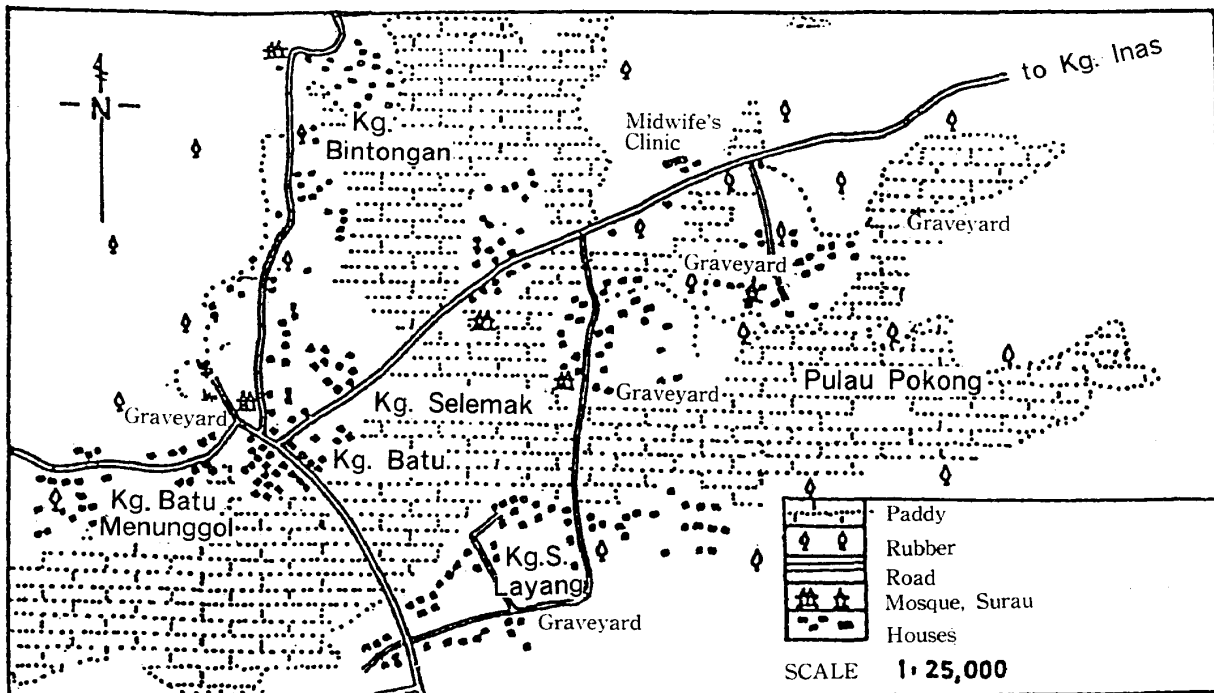 to Kg. Inas
N
Kg.
Bintongan
Midwife's
Clinic
Graveyard
Graveyard
Pulau Pokong
Graveyard
Kg. Selemak
Graveyard
Kg. Batu
Kg. Batu
Menunggol
Kg.S.
Layang
Graveyard
Paddy
Rubber
Road
Mosque, Surau
Houses
SCALE 1:25,000